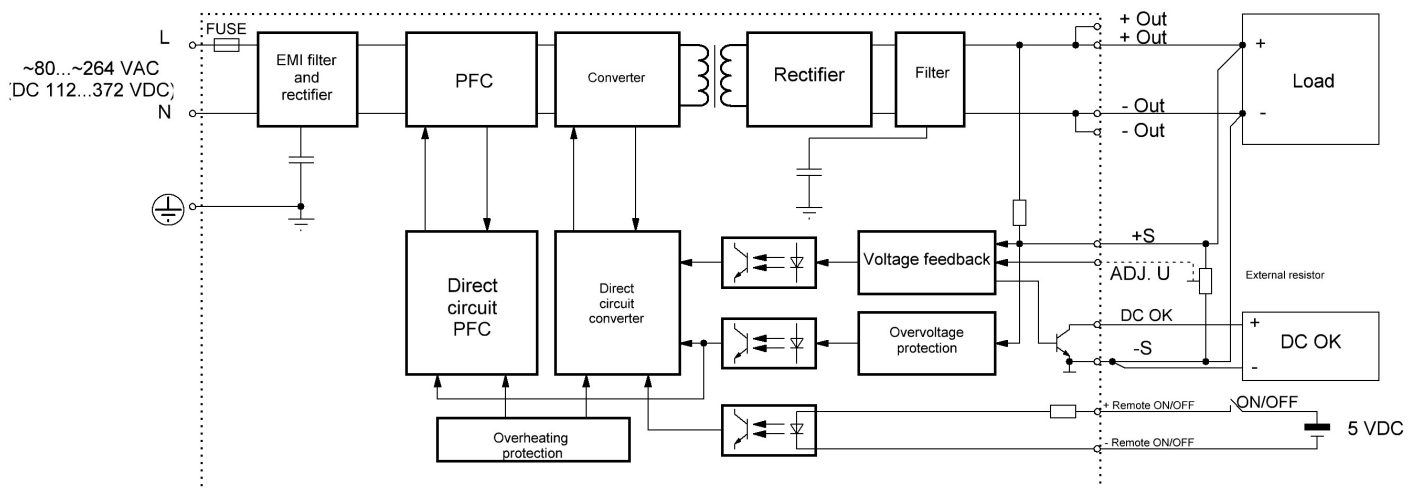 + Out
L
FUSE
+ Out
EMI filter
and
rectifier
PFC
Converter
Rectifier
Filter
+
Load
~80...~264 VAC
(DC 112...372 VDC)
N
- Out
-
- Out
+S
Voltage feedback
ADJ. U
External resistor
Direct
circuit
PFC
Direct
circuit
converter
DC OK
+
Overvoltage
protection
DC OK
-S
-
+ Remote ON/OFF
ON/OFF
5 VDC
Overheating
protection
- Remote ON/OFF